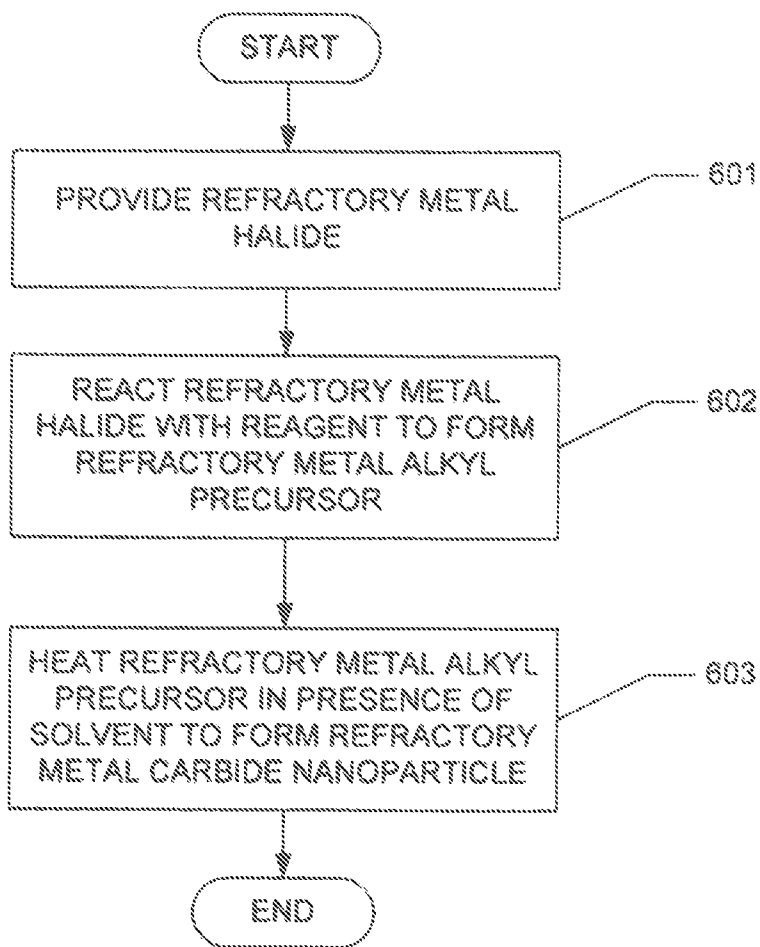 START
PROVIDE REFRACTORY METAL
HALIDE
601
REACT REFRACTORY METAL
HALIDE WITH REAGENT TO FORM
REFRACTORY METAL ALKYL
PRECURSOR
602
HEAT REFRACTORY METAL ALKYL
PRECURSOR IN PRESENCE OF
SOLVENT TO FORM REFRACTORY
METAL CARBIDE NANOPARTICLE
603
END